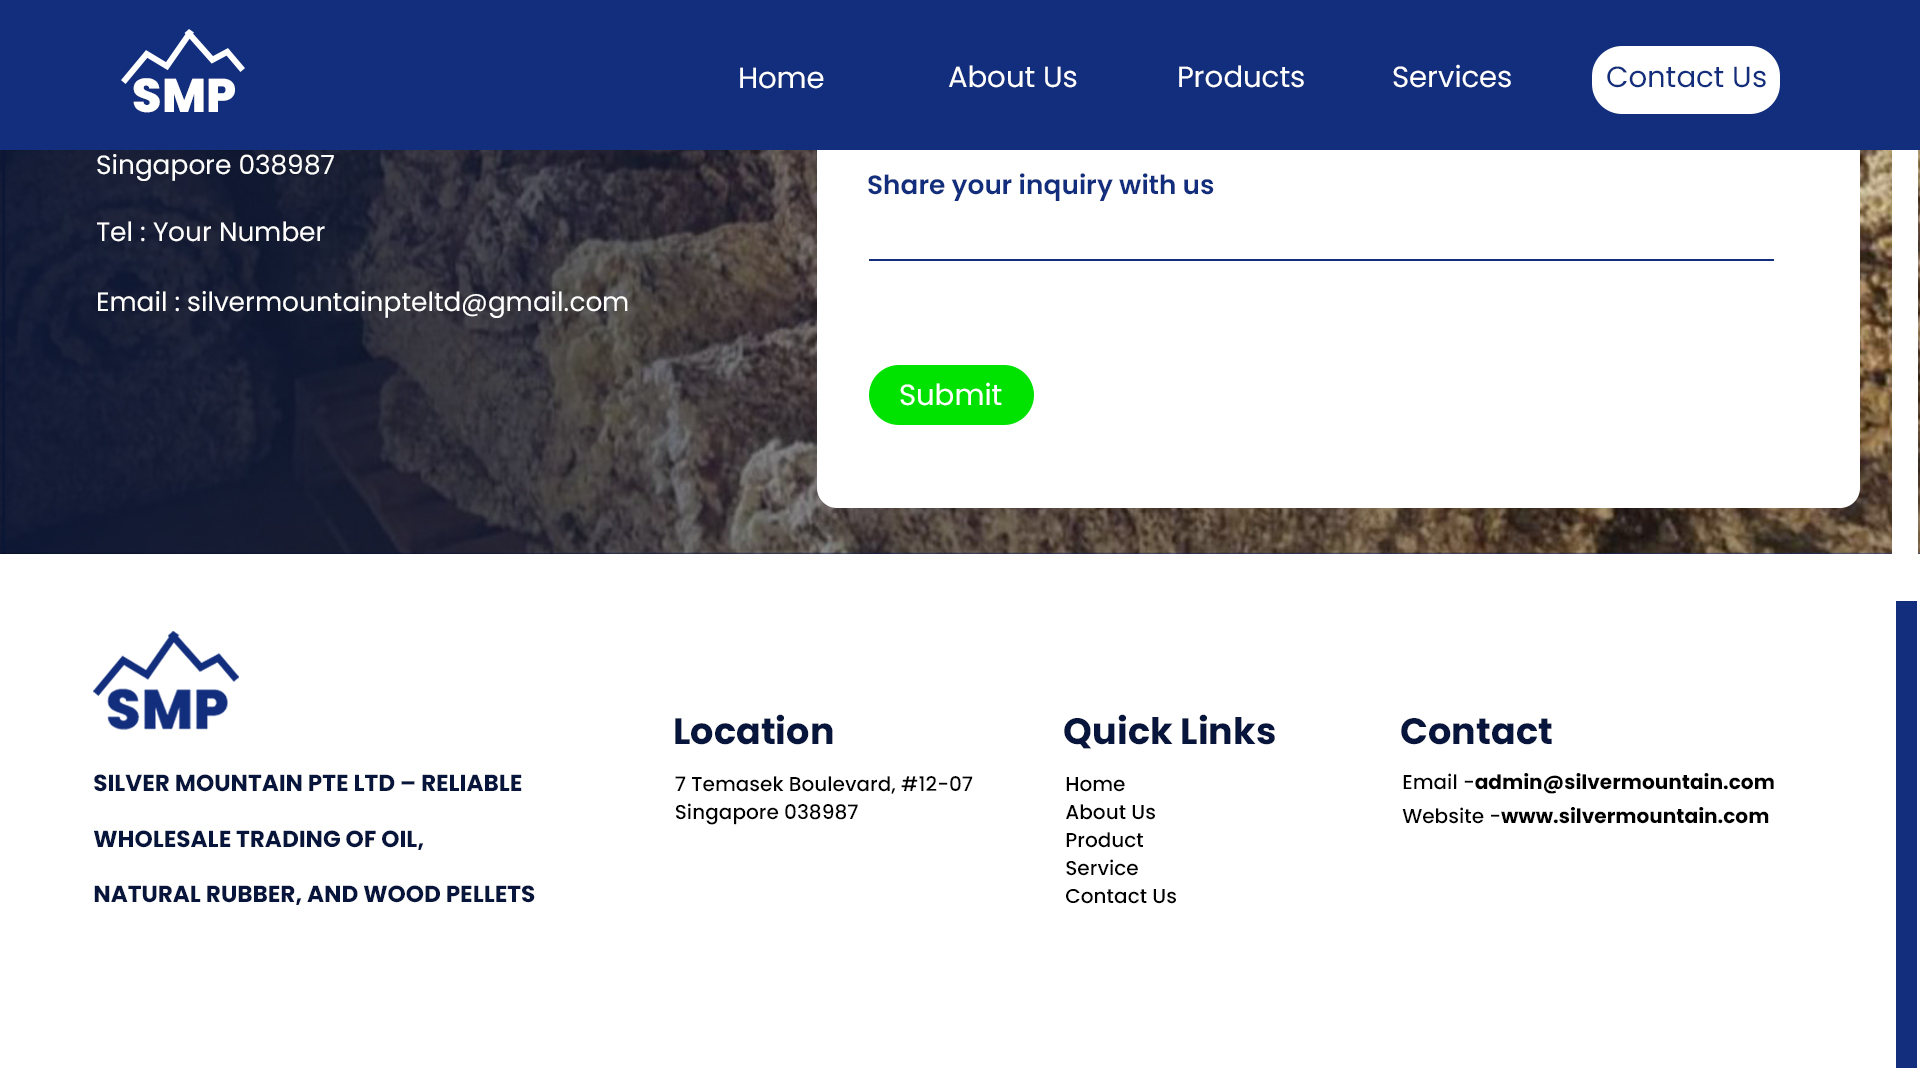 SMP
Home
About Us
Products
Services
Contact Us
Singapore 038987
Tel : Your Number
Email : silvermountainpteltd@gmail.com
Share your inquiry with us
Submit
SMP
SILVER MOUNTAIN PTE LTD – RELIABLE
WHOLESALE TRADING OF OIL,
NATURAL RUBBER, AND WOOD PELLETS
Location
7 Temasek Boulevard, #12-07
Singapore 038987
Quick Links
Home
About Us
Product
Service
Contact Us
Contact
Email -admin@silvermountain.com
Website -www.silvermountain.com